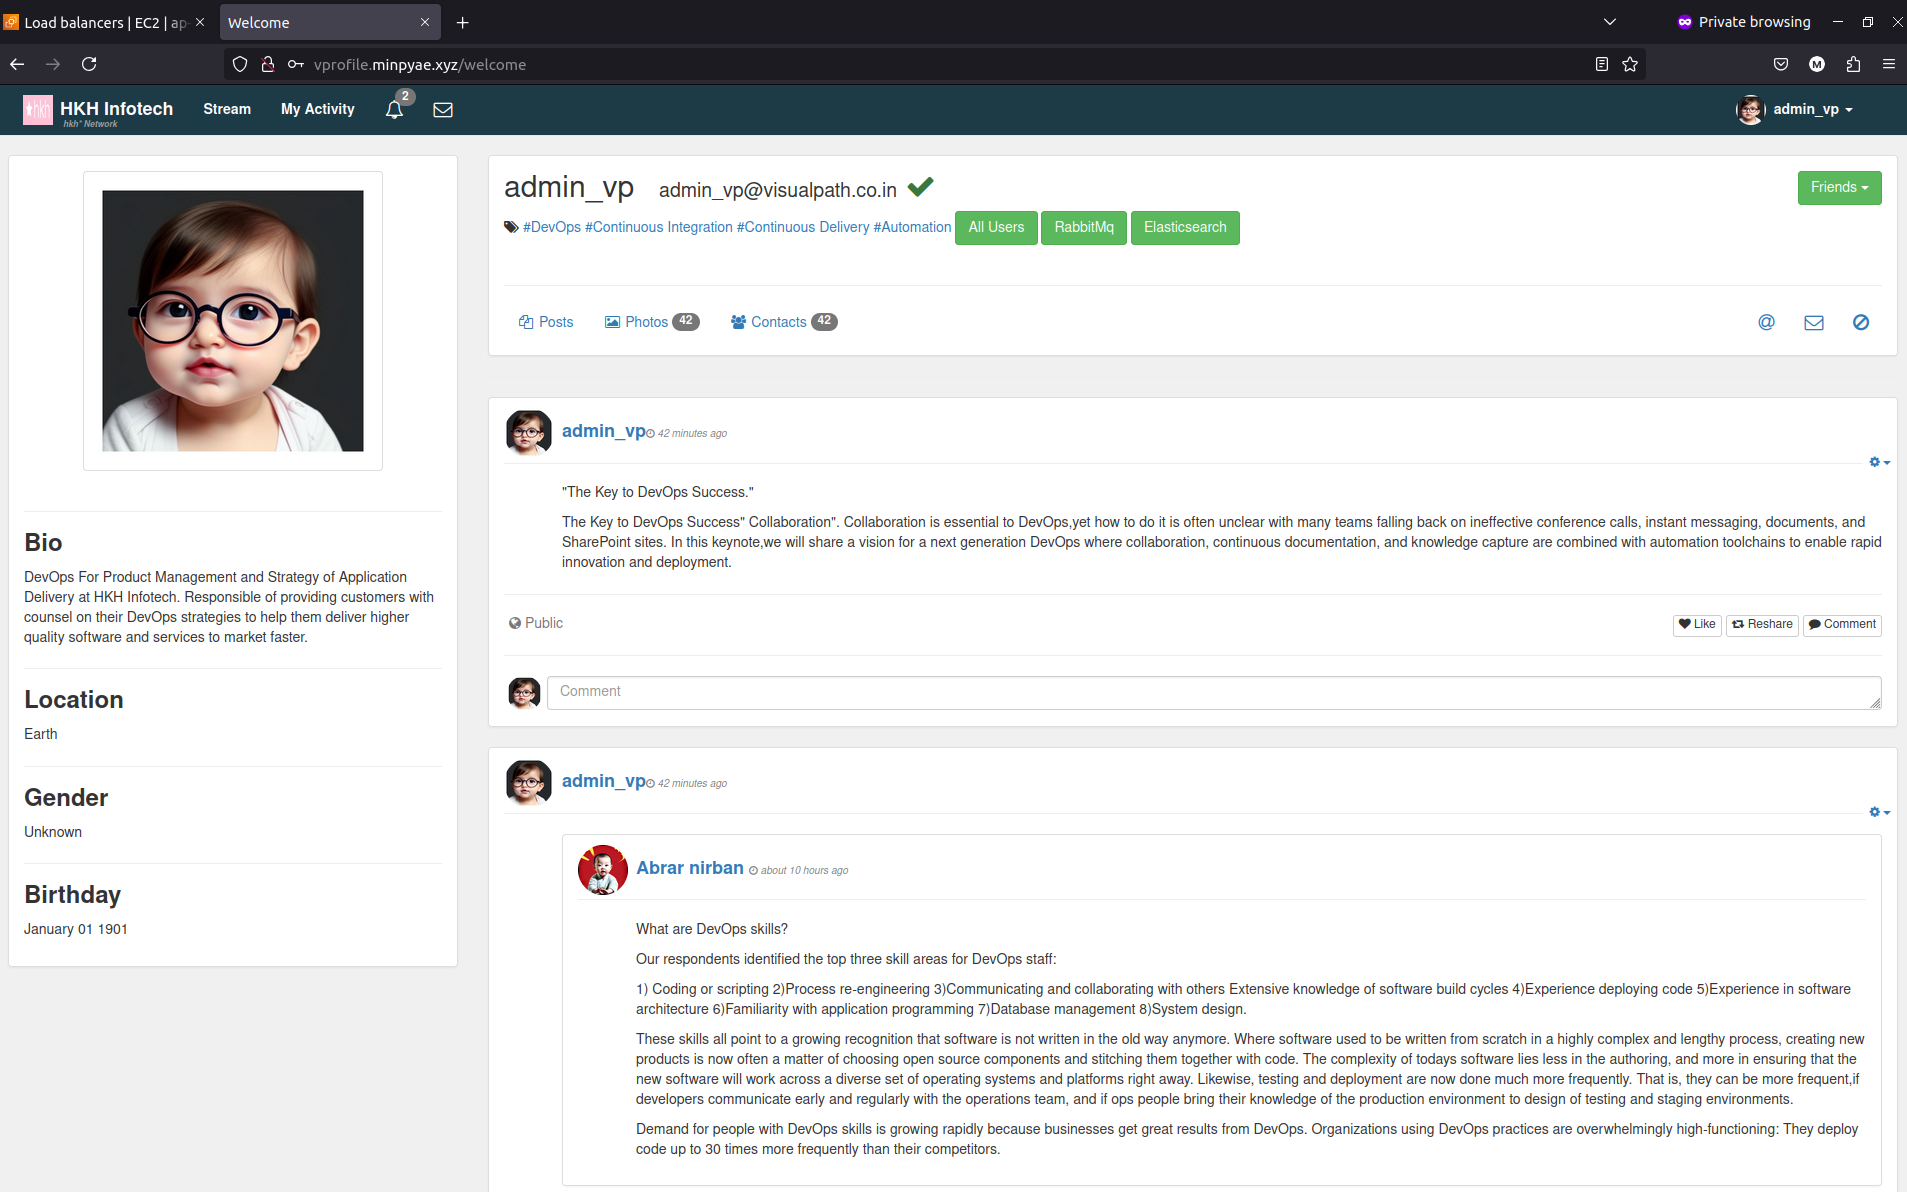 Load balancers | EC2 | ap-
Welcome
Private browsing
vprofile.minpyae.xyz/welcome
hkh
HKH Infotech
hkh* Network
Stream
My Activity
2
admin_vp
admin_vp admin_vp@visualpath.co.in
Friends
#DevOps #Continuous Integration #Continuous Delivery #Automation All Users RabbitMq Elasticsearch
Posts Photos 42 Contacts 42
@
Bio
DevOps For Product Management and Strategy of Application
Delivery at HKH Infotech. Responsible of providing customers with
counsel on their DevOps strategies to help them deliver higher
quality software and services to market faster.
Location
Earth
Gender
Unknown
Birthday
January 01 1901
admin_vp 42 minutes ago
"The Key to DevOps Success."
The Key to DevOps Success" Collaboration". Collaboration is essential to DevOps,yet how to do it is often unclear with many teams falling back on ineffective conference calls, instant messaging, documents, and
SharePoint sites. In this keynote,we will share a vision for a next generation DevOps where collaboration, continuous documentation, and knowledge capture are combined with automation toolchains to enable rapid
innovation and deployment.
Public
Like Reshare Comment
Comment
admin_vp 42 minutes ago
Abrar nirban about 10 hours ago
What are DevOps skills?
Our respondents identified the top three skill areas for DevOps staff:
1) Coding or scripting 2)Process re-engineering 3)Communicating and collaborating with others Extensive knowledge of software build cycles 4)Experience deploying code 5)Experience in software
architecture 6)Familiarity with application programming 7)Database management 8)System design.
These skills all point to a growing recognition that software is not written in the old way anymore. Where software used to be written from scratch in a highly complex and lengthy process, creating new
products is now often a matter of choosing open source components and stitching them together with code. The complexity of todays software lies less in the authoring, and more in ensuring that the
new software will work across a diverse set of operating systems and platforms right away. Likewise, testing and deployment are now done much more frequently. That is, they can be more frequent,if
developers communicate early and regularly with the operations team, and if ops people bring their knowledge of the production environment to design of testing and staging environments.
Demand for people with DevOps skills is growing rapidly because businesses get great results from DevOps. Organizations using DevOps practices are overwhelmingly high-functioning: They deploy
code up to 30 times more frequently than their competitors.